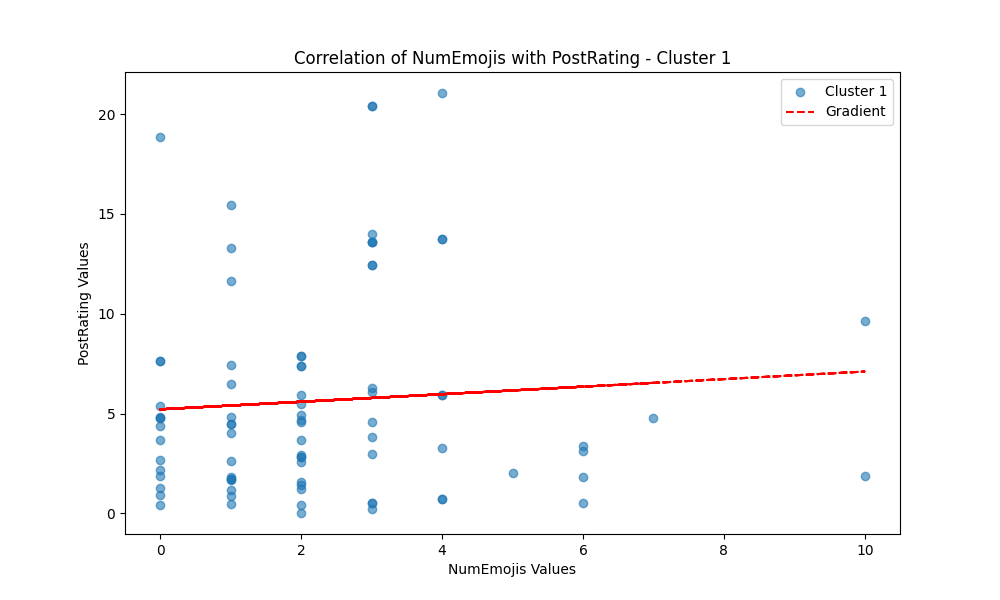 Correlation of NumEmojis with PostRating - Cluster 1
Cluster 1
Gradient
PostRating Values
20
15
10
5
0
0 2 4 6 8 10
NumEmojis Values